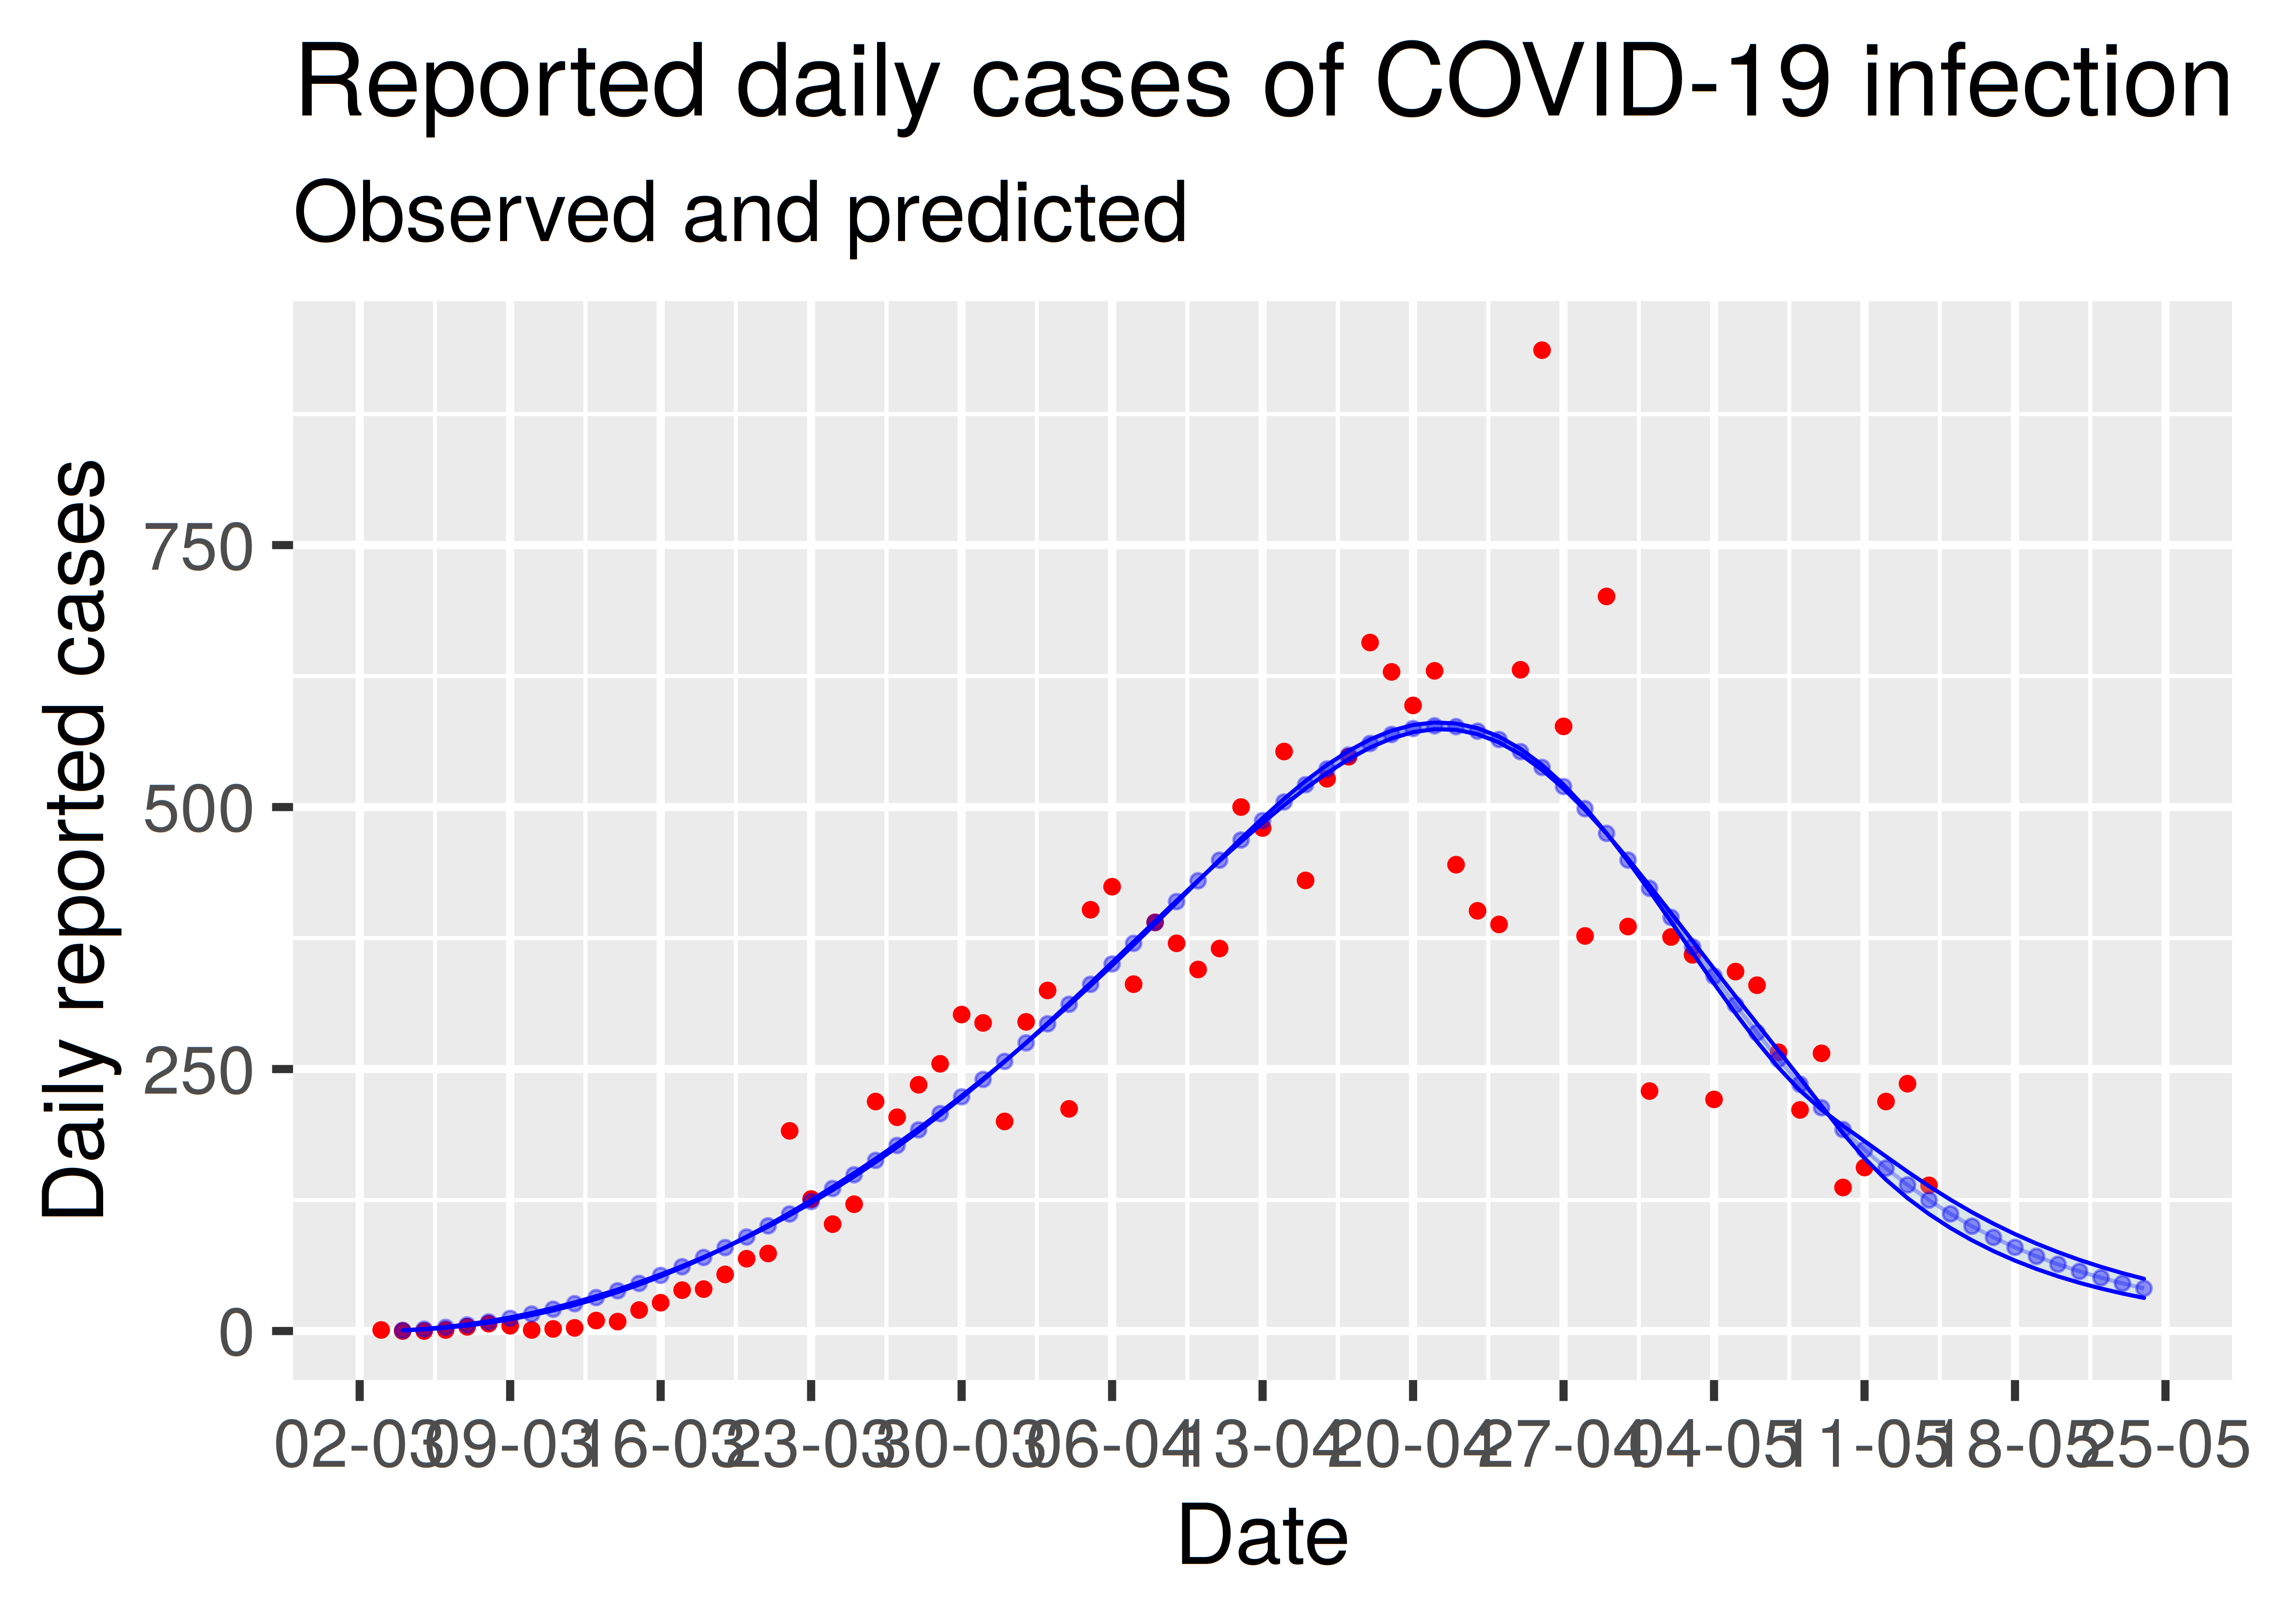 Reported daily cases of COVID-19 infection
Observed and predicted
Daily reported cases
750
500
250
0
02-03 09-03 16-03 23-03 30-03 06-04 13-04 20-04 27-04 04-05 11-05 18-05 25-05
Date